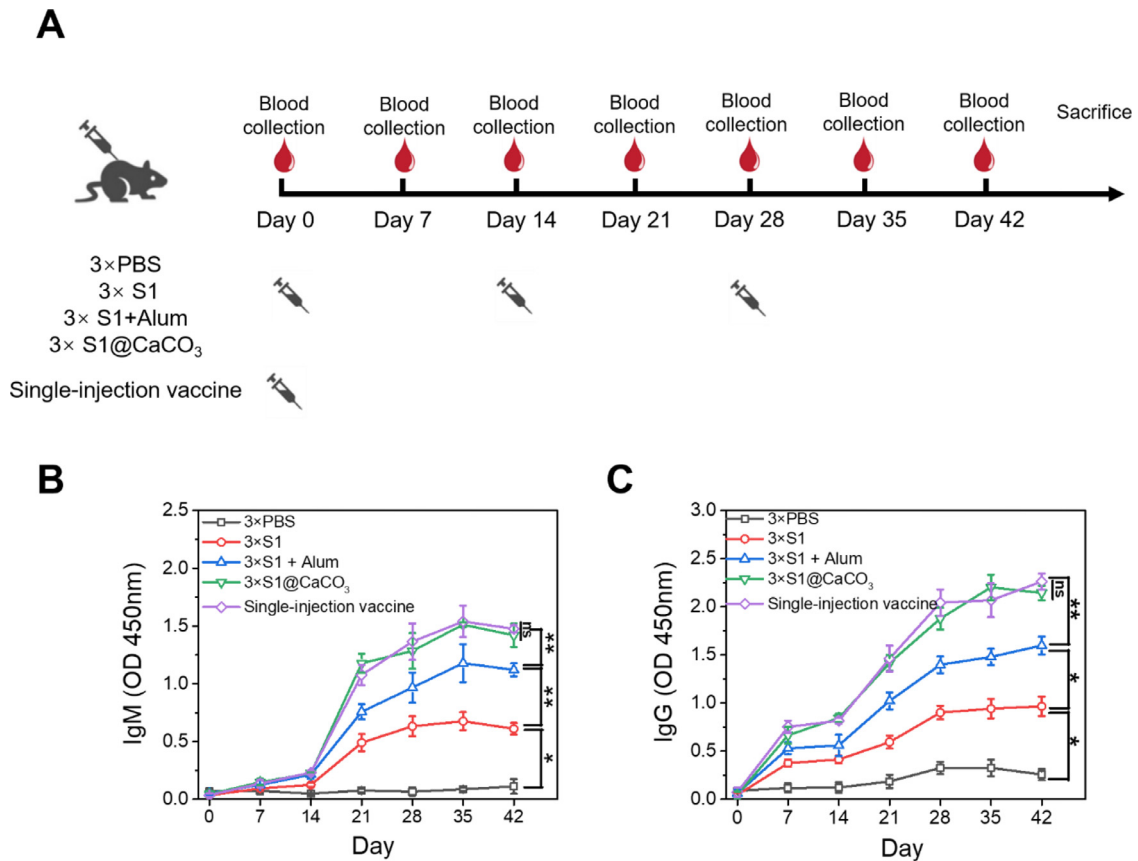 A
Blood collection
Blood collection
Blood collection
Blood collection
Blood collection
Blood collection
Blood collection
Sacrifice
Day 0
Day 7
Day 14
Day 21
Day 28
Day 35
Day 42
3×PBS
3× S1
3× S1+Alum
3× S1@CaCO₃
Single-injection vaccine
B
2.5
2.0
1.5
1.0
0.5
0.0
IgM (OD 450nm)
3×PBS
3×S1
3×S1 + Alum
3×S1@CaCO₃
Single-injection vaccine
ns
**
**
*
0
7
14
21
28
35
42
Day
C
3.0
2.5
2.0
1.5
1.0
0.5
0.0
IgG (OD 450nm)
3×PBS
3×S1
3×S1 + Alum
3×S1@CaCO₃
Single-injection vaccine
ns
**
*
*
0
7
14
21
28
35
42
Day